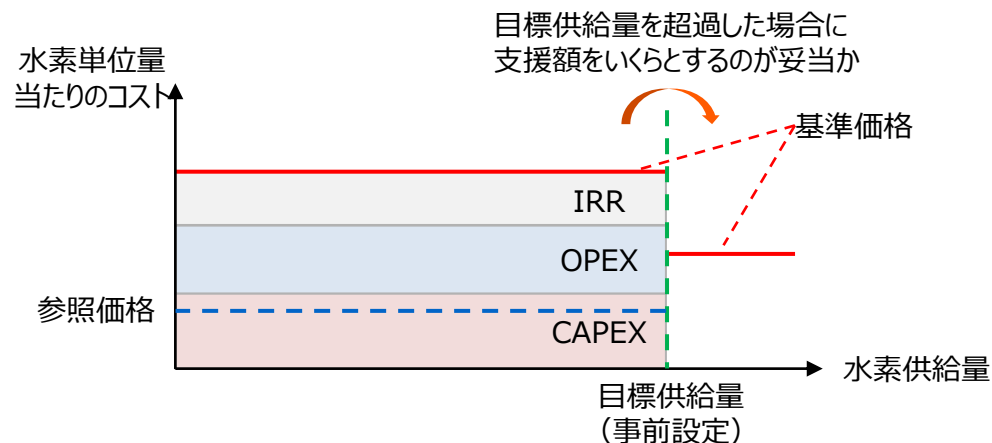 目標供給量を超過した場合に
支援額をいくらとするのが妥当か
水素単位量
当たりのコスト
基準価格
IRR
OPEX
参照価格
CAPEX
水素供給量
目標供給量
（事前設定）